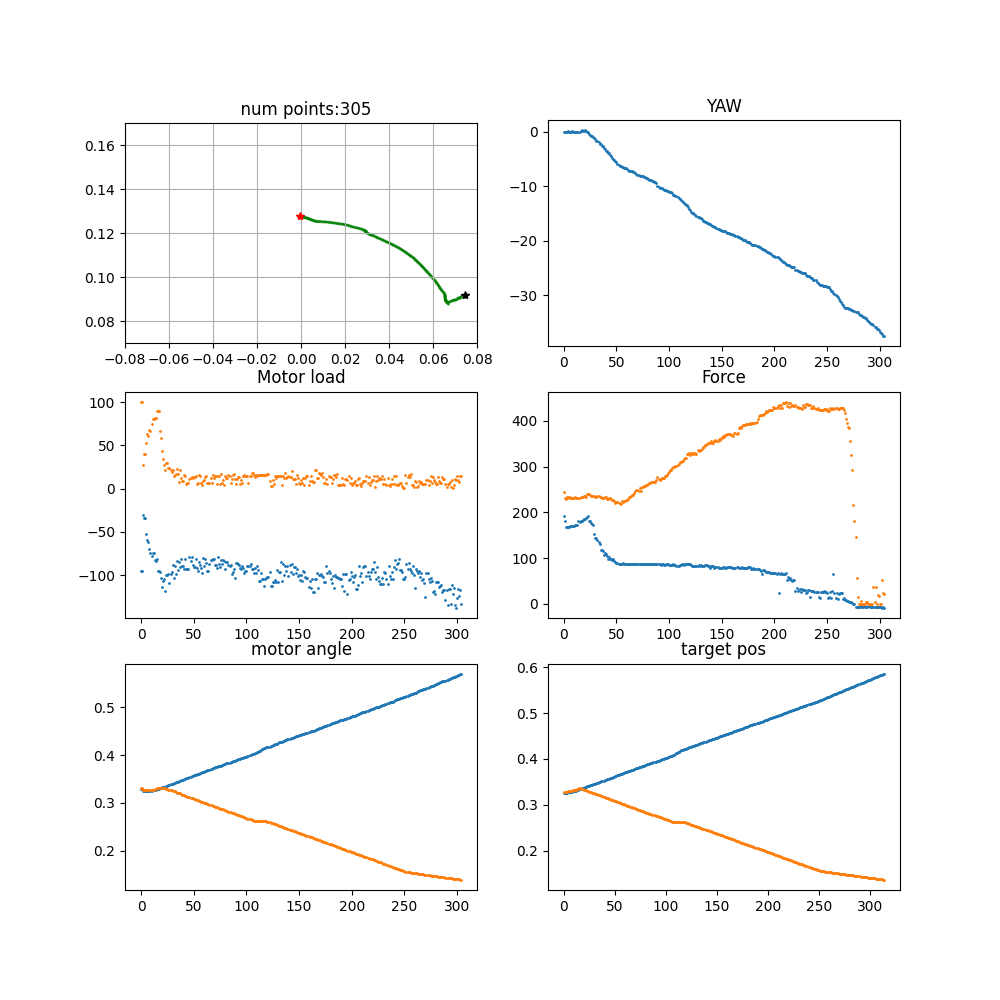 num points:305
0.16
0.14
0.12
0.10
0.08
−0.08 −0.06 −0.04 −0.02 0.00 0.02 0.04 0.06 0.08
YAW
0
−10
−20
−30
0 50 100 150 200 250 300
Motor load
100
50
0
−50
−100
0 50 100 150 200 250 300
Force
400
300
200
100
0
0 50 100 150 200 250 300
motor angle
0.5
0.4
0.3
0.2
0 50 100 150 200 250 300
target pos
0.6
0.5
0.4
0.3
0.2
0 50 100 150 200 250 300